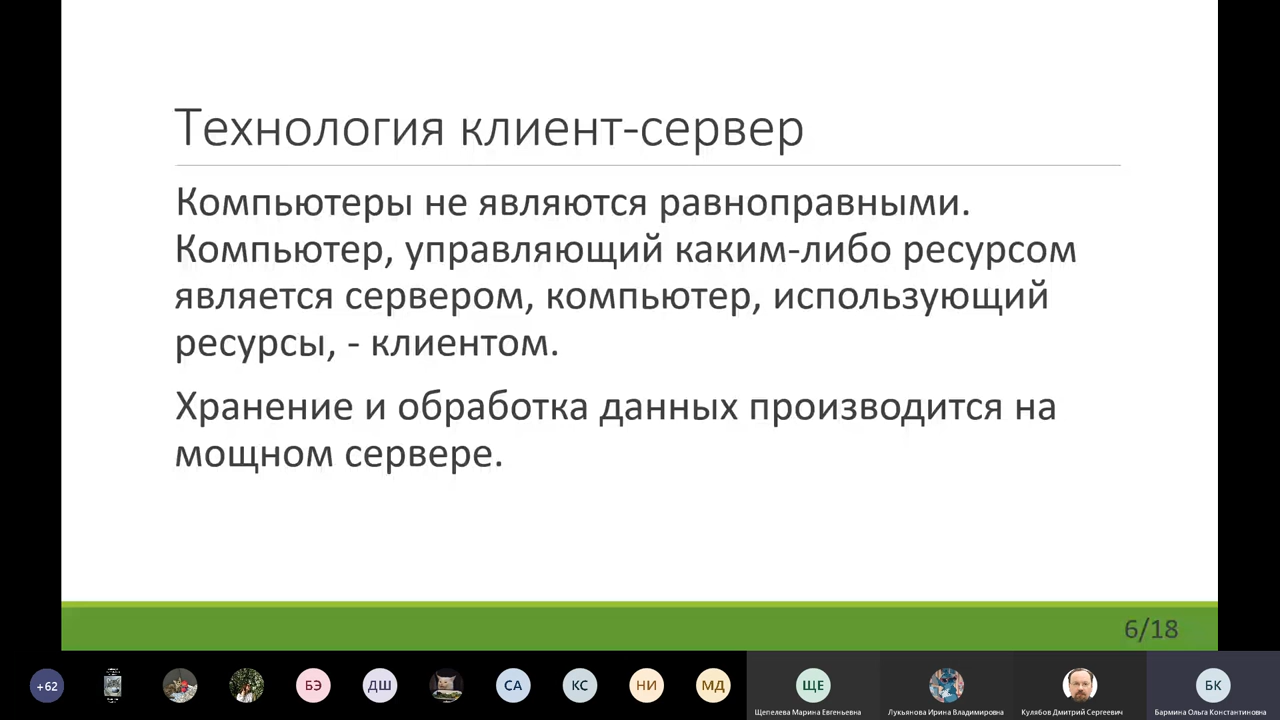 Технология клиент-сервер
Компьютеры не являются равноправными.
Компьютер, управляющий каким-либо ресурсом
является сервером, компьютер, использующий
ресурсы, - клиентом.
Хранение и обработка данных производится на
мощном сервере.
6/18
+62
БЭ
ДШ
СА
КС
НИ
МД
ЩЕ
БК
Щепелева Марина Евгеньевна
Лукьянова Ирина Владимировна
Кулябов Дмитрий Сергеевич
Бармина Ольга Константиновна